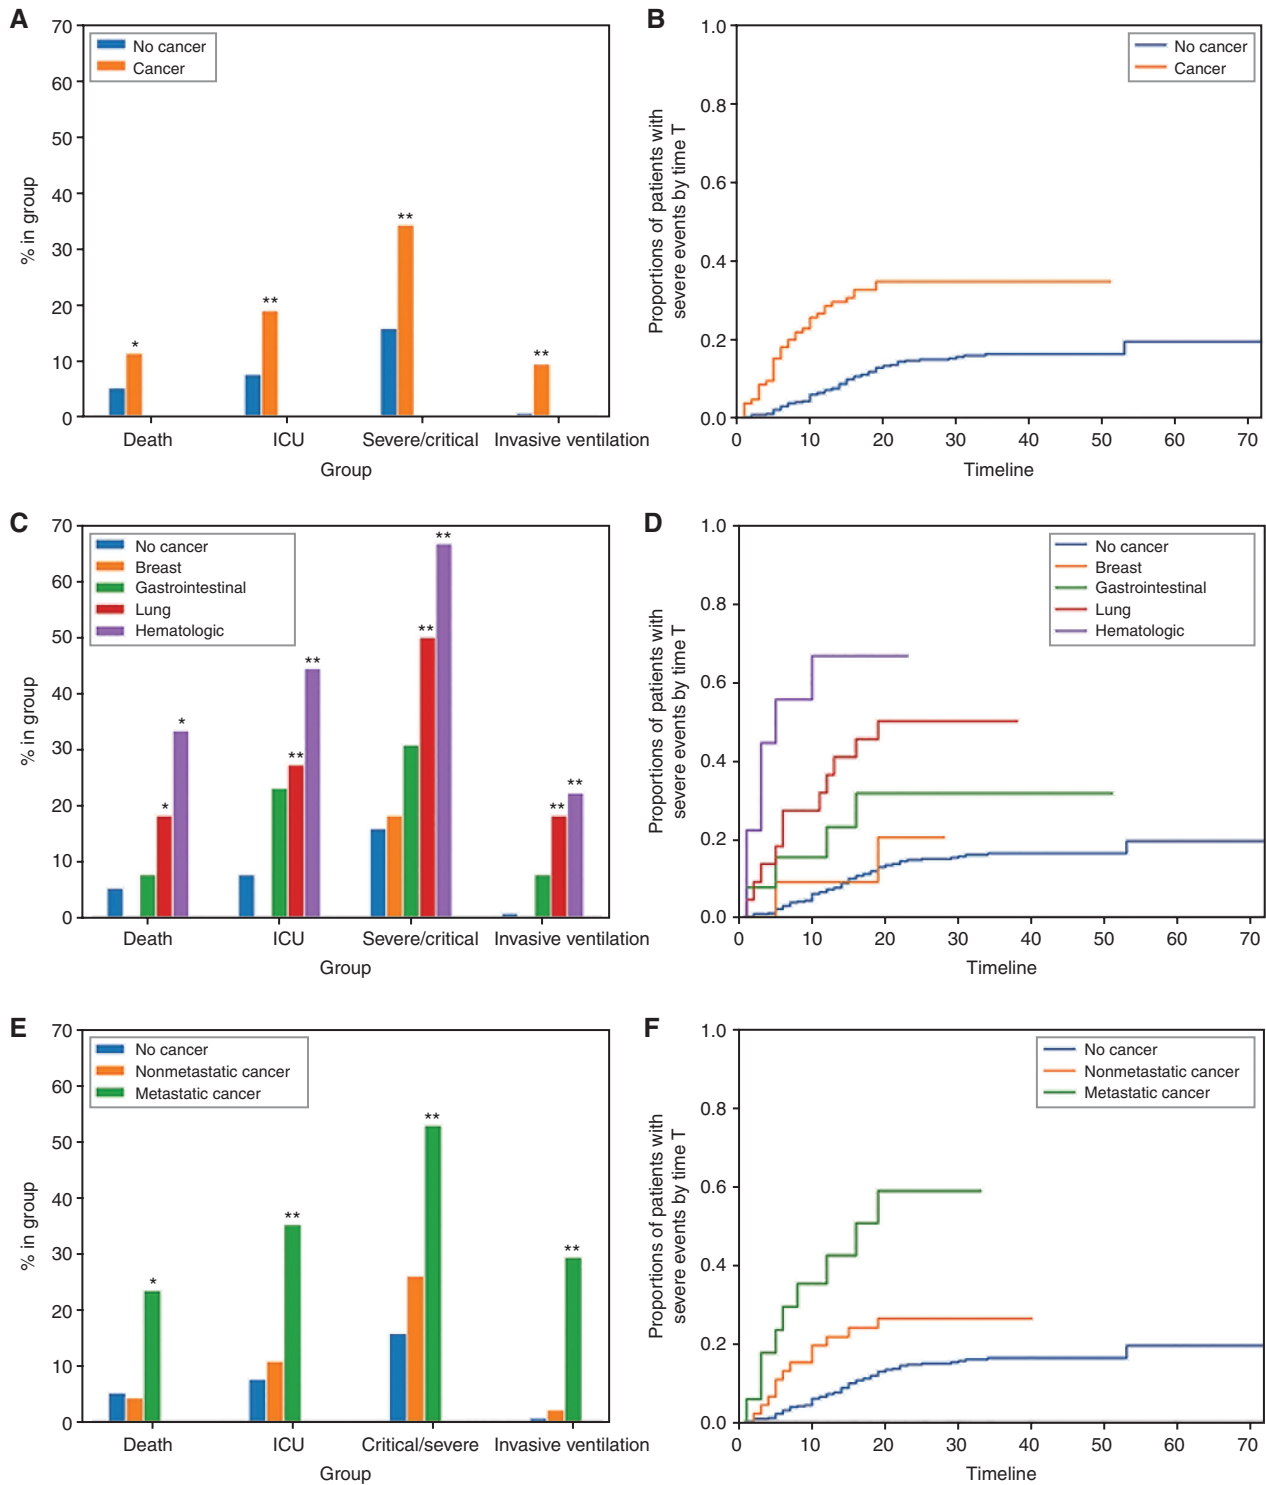 A
70
60
50
40
30
20
10
0
% in group
No cancer
Cancer
*
**
**
**
Death
ICU
Severe/critical
Invasive ventilation
Group
B
1.0
0.8
0.6
0.4
0.2
0.0
Proportions of patients with
severe events by time T
No cancer
Cancer
0 10 20 30 40 50 60 70
Timeline
C
70
60
50
40
30
20
10
0
% in group
No cancer
Breast
Gastrointestinal
Lung
Hematologic
*
*
**
**
**
**
**
**
Death
ICU
Severe/critical
Invasive ventilation
Group
D
1.0
0.8
0.6
0.4
0.2
0.0
Proportions of patients with
severe events by time T
No cancer
Breast
Gastrointestinal
Lung
Hematologic
0 10 20 30 40 50 60 70
Timeline
E
70
60
50
40
30
20
10
0
% in group
No cancer
Nonmetastatic cancer
Metastatic cancer
*
**
**
**
Death
ICU
Critical/severe
Invasive ventilation
Group
F
1.0
0.8
0.6
0.4
0.2
0.0
Proportions of patients with
severe events by time T
No cancer
Nonmetastatic cancer
Metastatic cancer
0 10 20 30 40 50 60 70
Timeline